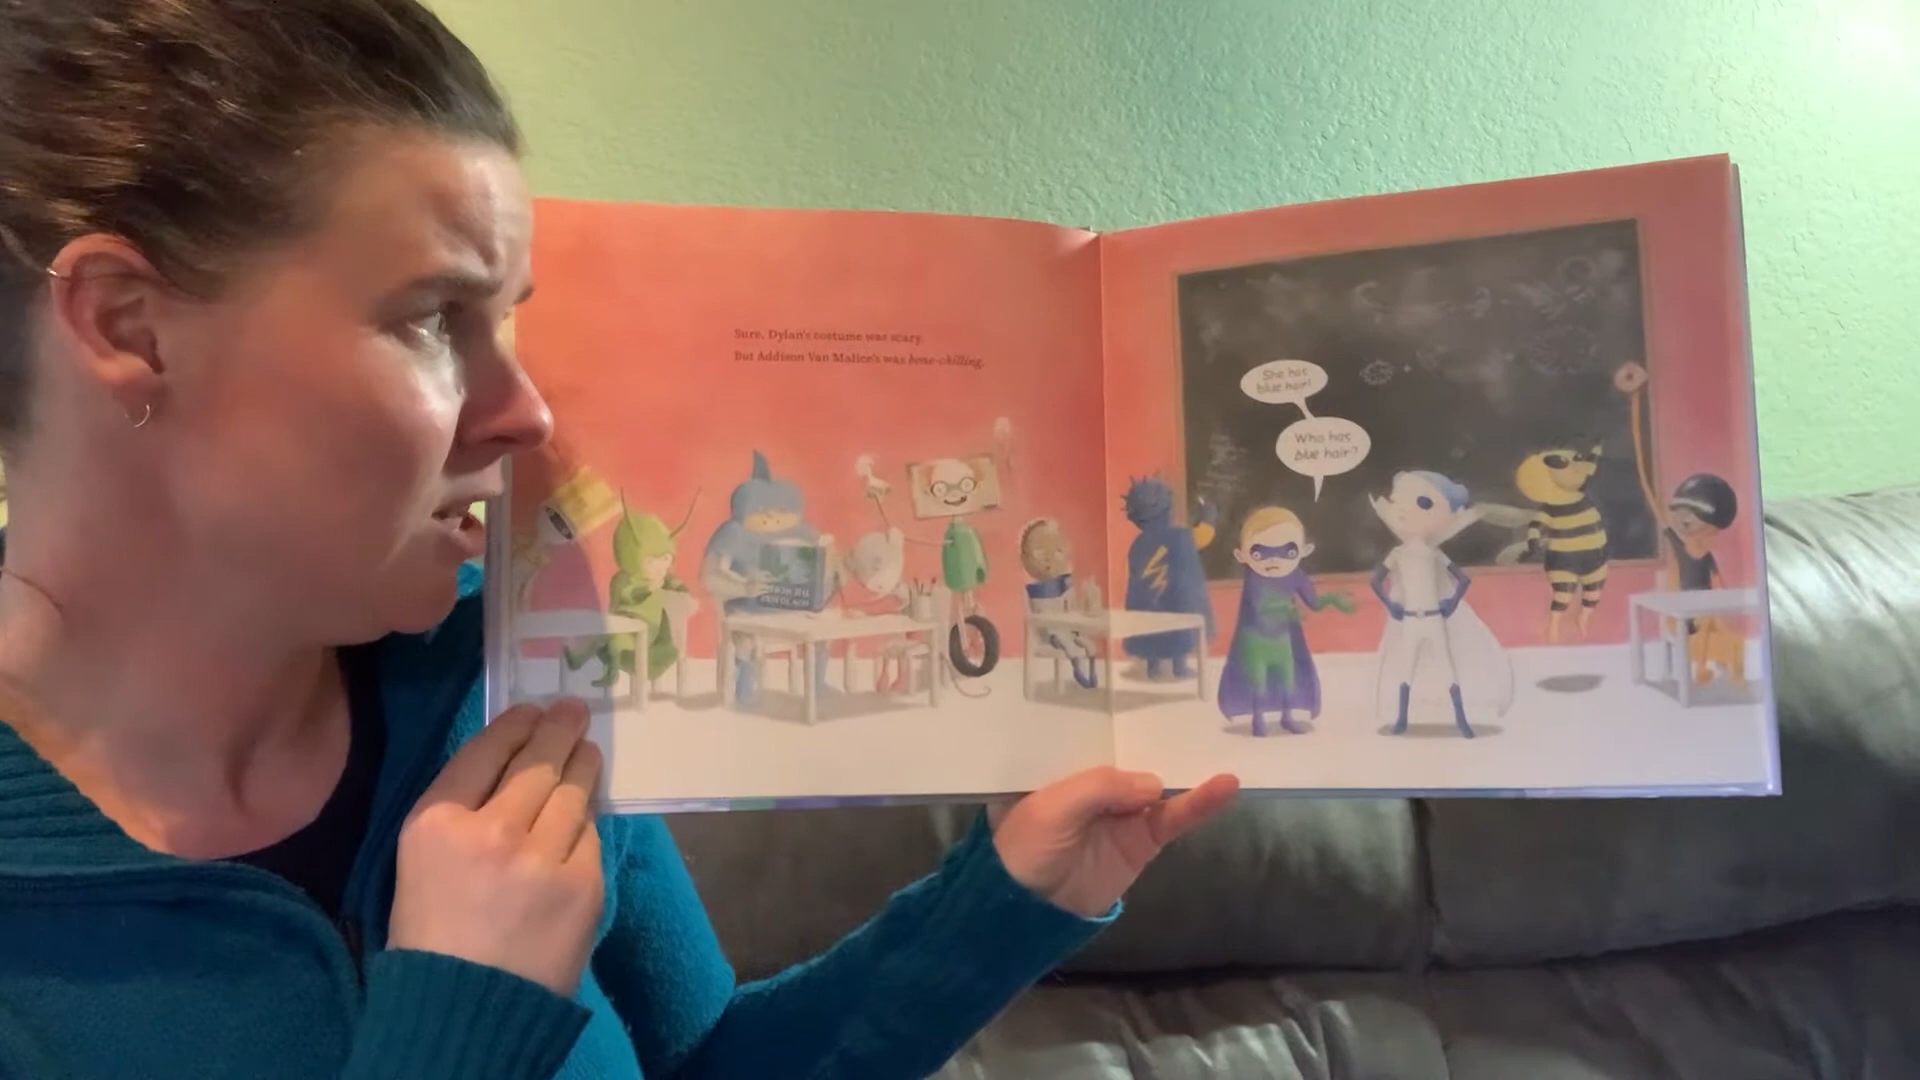 Sure, Dylan's costume was scary.
But Addison Van Malice's was bone-chilling.
She has
blue hair!
Who has
blue hair?